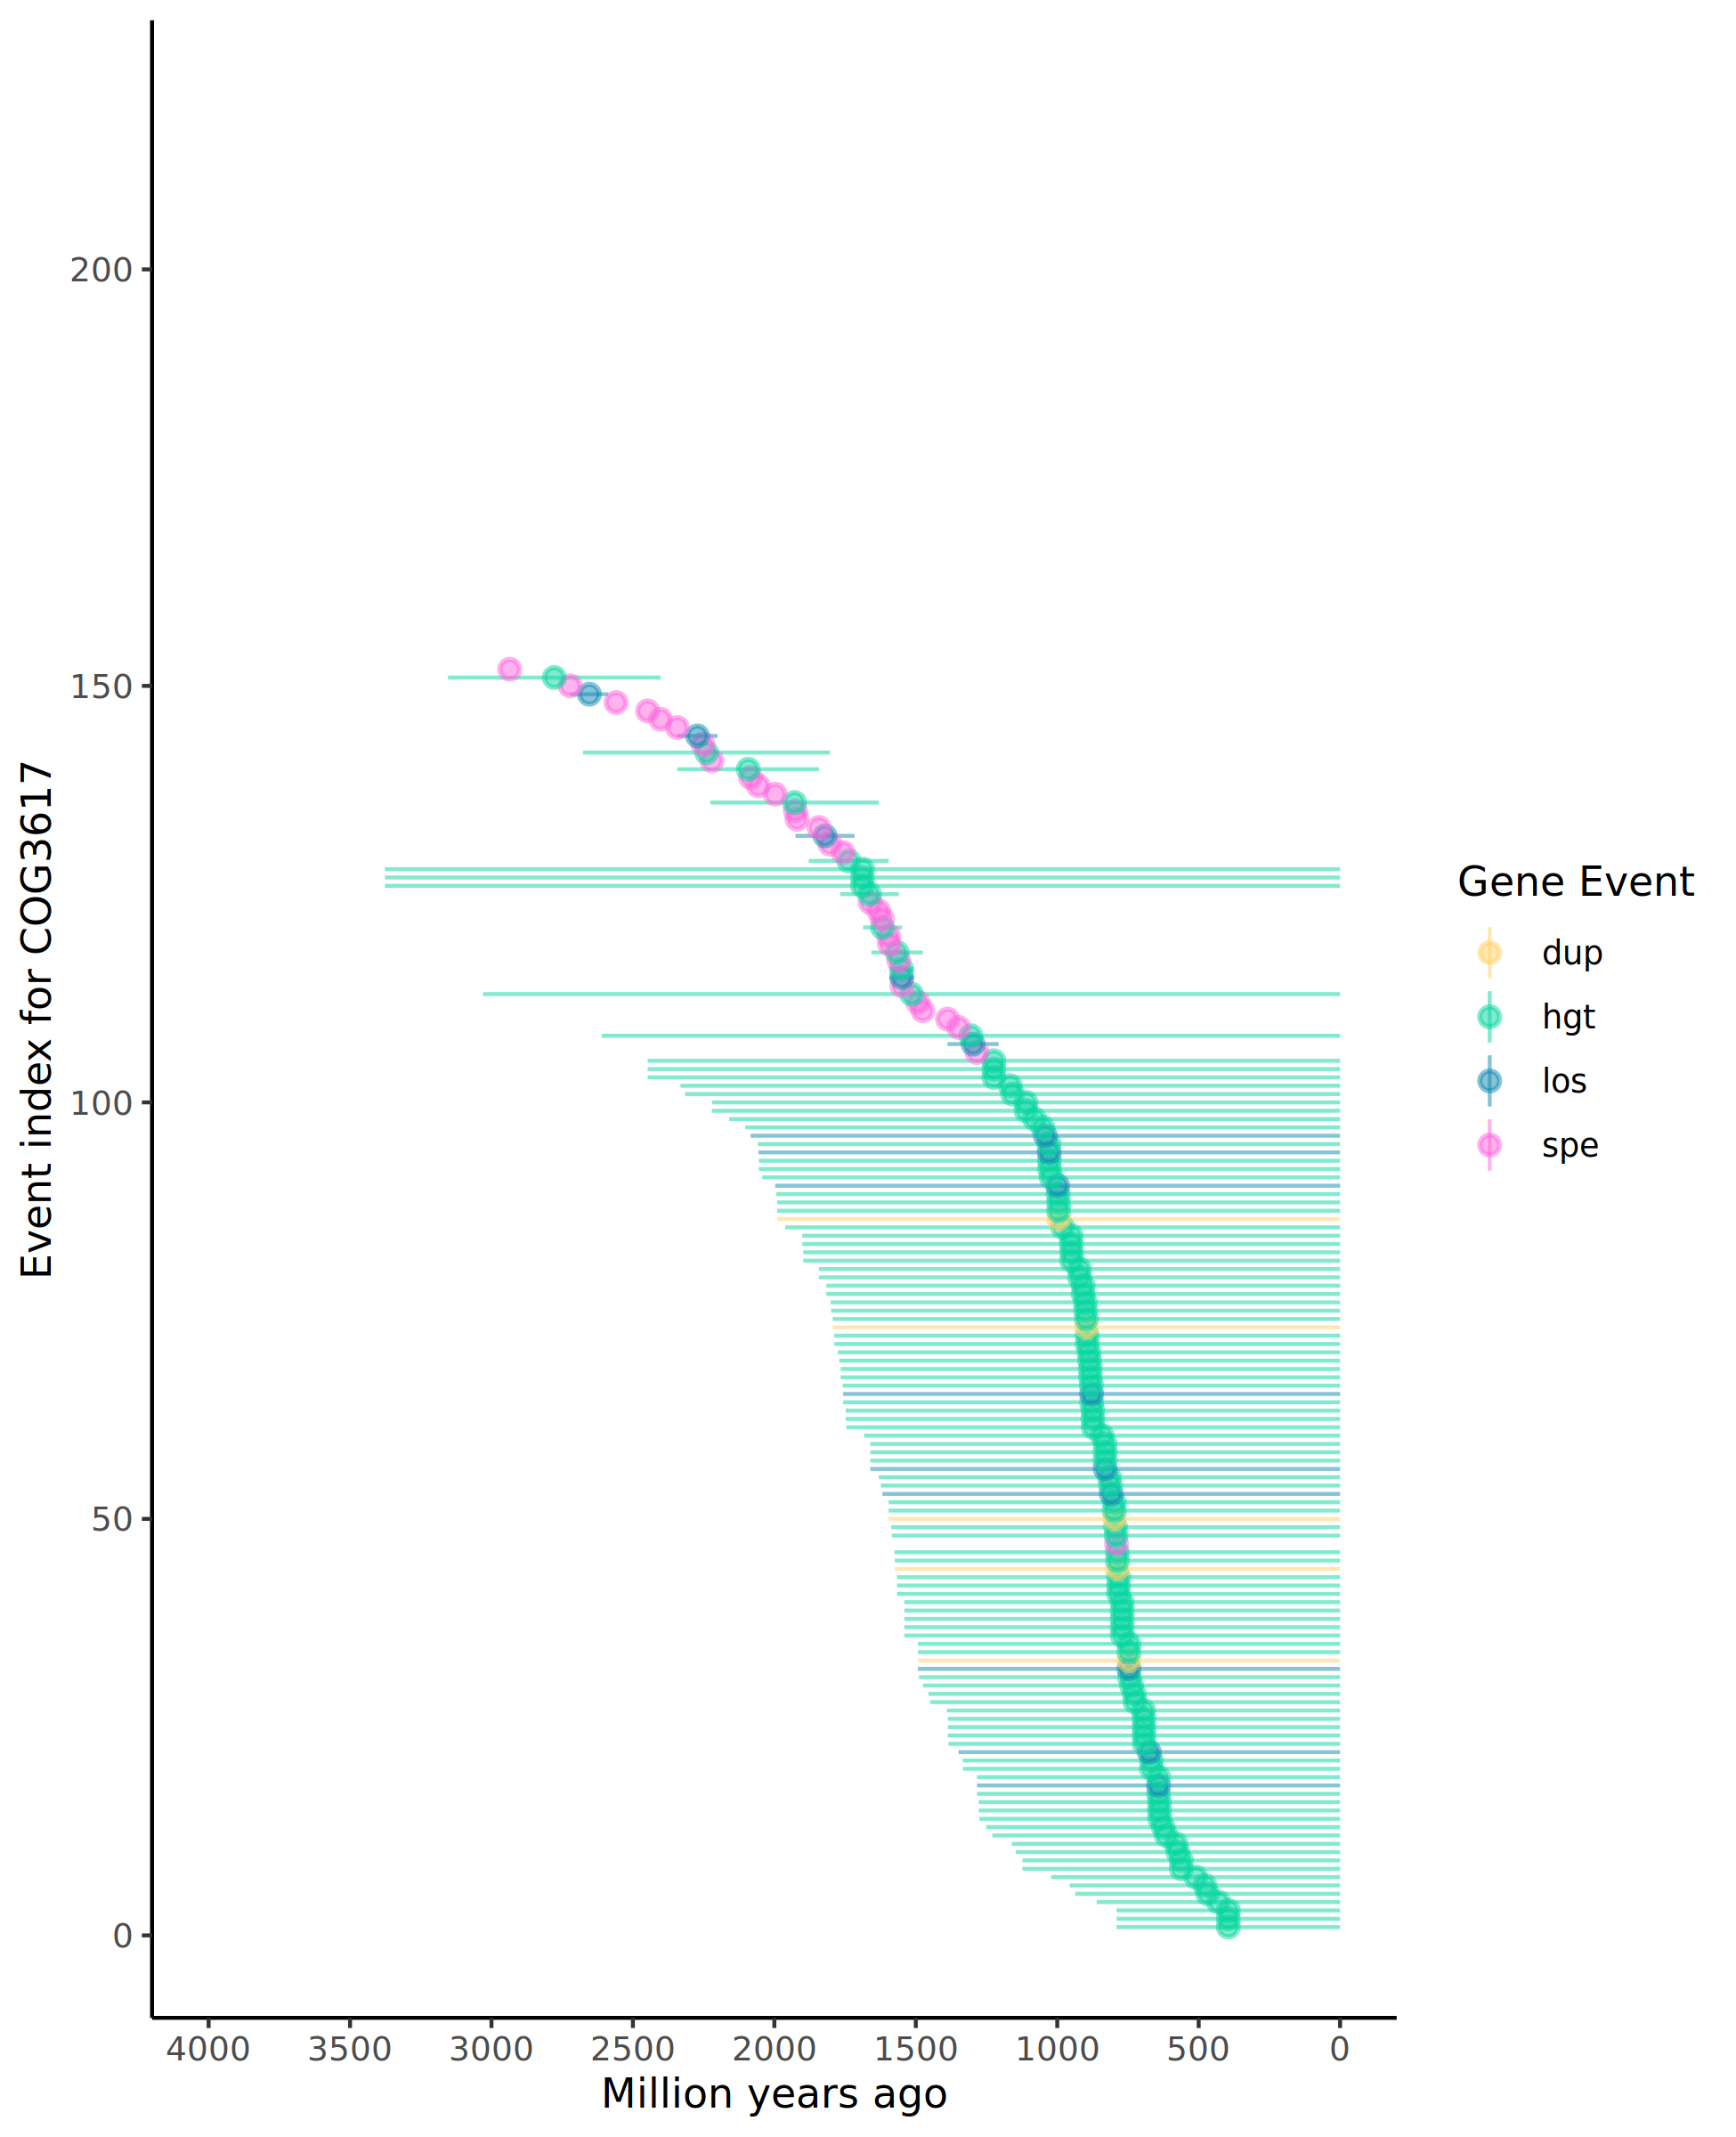 Event index for COG3617
200
150
100
50
0
4000 3500 3000 2500 2000 1500 1000 500 0
Million years ago
Gene Event
dup
hgt
los
spe